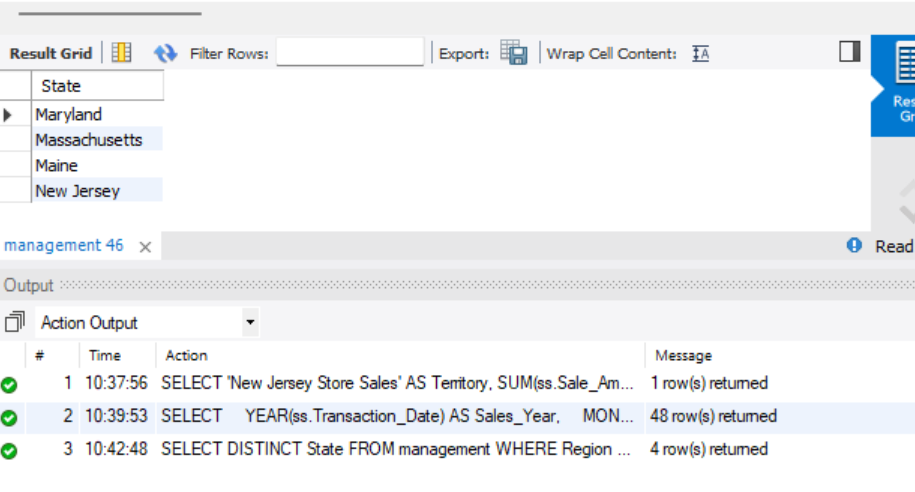 Result Grid Filter Rows: Export: Wrap Cell Content: IA
State
Maryland
Massachusetts
Maine
New Jersey
management 46 ×
Read
Output
Action Output
# Time Action Message
1 10:37:56 SELECT 'New Jersey Store Sales' AS Territory, SUM(ss.Sale_Am... 1 row(s) returned
2 10:39:53 SELECT YEAR(ss.Transaction_Date) AS Sales_Year, MON... 48 row(s) returned
3 10:42:48 SELECT DISTINCT State FROM management WHERE Region ... 4 row(s) returned